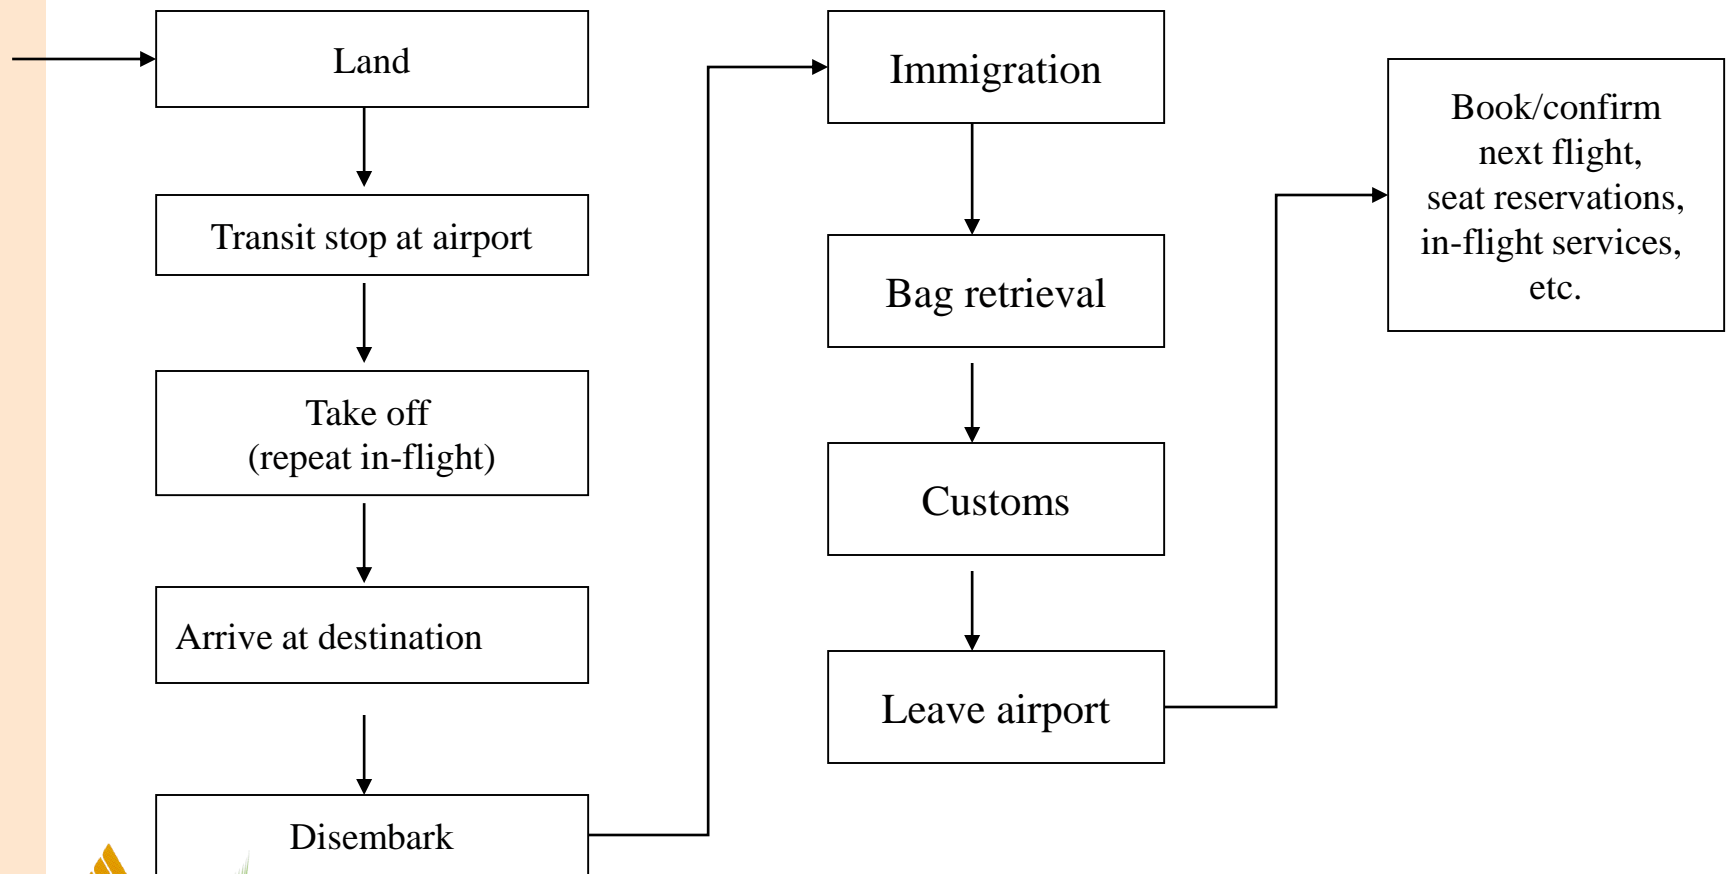 Land
Transit stop at airport
Take off
(repeat in-flight)
Arrive at destination
Disembark
Immigration
Bag retrieval
Customs
Leave airport
Book/confirm
next flight,
seat reservations,
in-flight services,
etc.